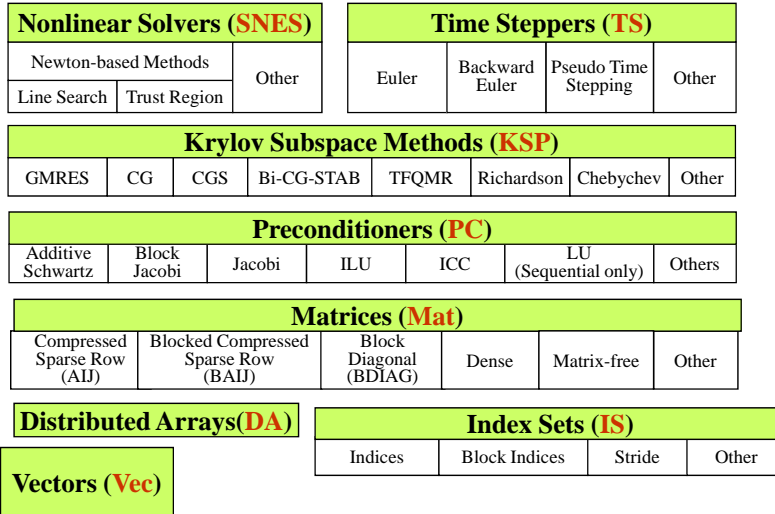 Nonlinear Solvers (SNES)
Newton-based Methods
Line Search
Trust Region
Other
Time Steppers (TS)
Euler
Backward
Euler
Pseudo Time
Stepping
Other
Krylov Subspace Methods (KSP)
GMRES
CG
CGS
Bi-CG-STAB
TFQMR
Richardson
Chebychev
Other
Preconditioners (PC)
Additive
Schwartz
Block
Jacobi
Jacobi
ILU
ICC
LU
(Sequential only)
Others
Matrices (Mat)
Compressed
Sparse Row
(AIJ)
Blocked Compressed
Sparse Row
(BAIJ)
Block
Diagonal
(BDIAG)
Dense
Matrix-free
Other
Distributed Arrays(DA)
Index Sets (IS)
Indices
Block Indices
Stride
Other
Vectors (Vec)